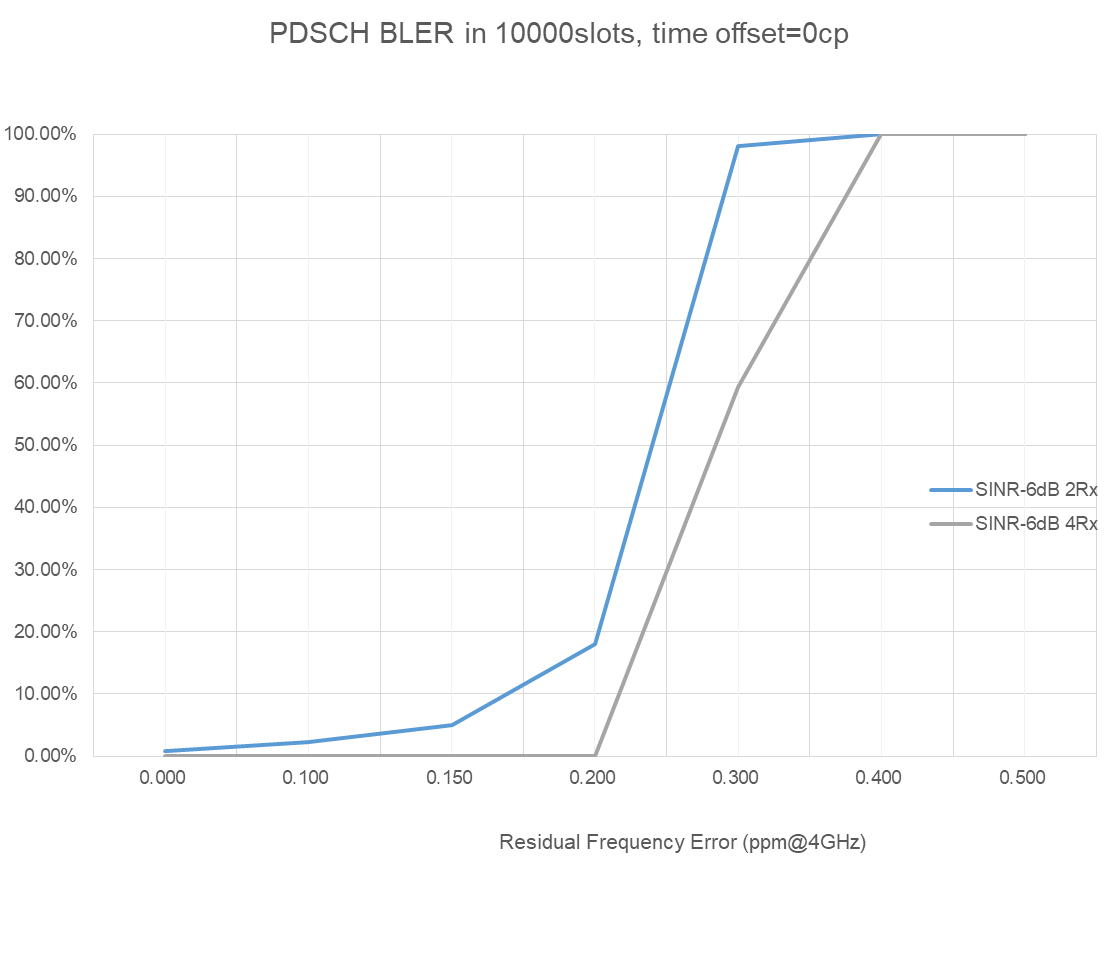 PDSCH BLER in 10000slots, time offset=0cp
100.00%
90.00%
80.00%
70.00%
60.00%
50.00%
40.00%
30.00%
20.00%
10.00%
0.00%
SINR-6dB 2Rx
SINR-6dB 4Rx
0.000 0.100 0.150 0.200 0.300 0.400 0.500
Residual Frequency Error (ppm@4GHz)